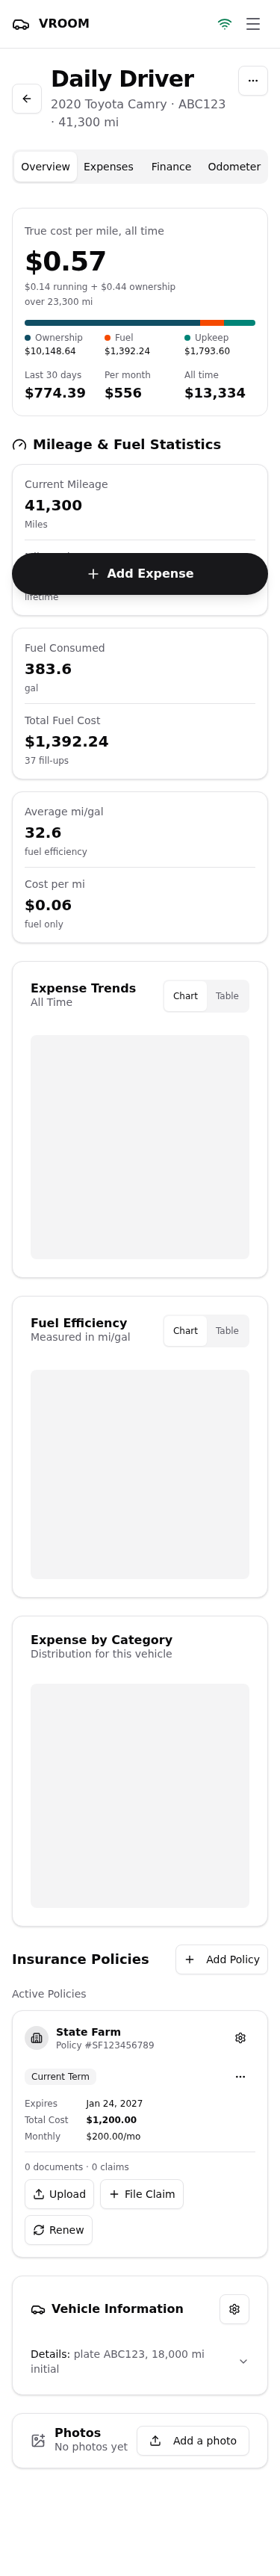 VROOM
Daily Driver
2020 Toyota Camry · ABC123
· 41,300 mi
Overview Expenses Finance Odometer
True cost per mile, all time
$0.57
$0.14 running + $0.44 ownership
over 23,300 mi
Ownership Fuel Upkeep
$10,148.64 $1,392.24 $1,793.60
Last 30 days Per month All time
$774.39 $556 $13,334
Mileage & Fuel Statistics
Current Mileage
41,300
Miles
Add Expense
lifetime
Fuel Consumed
383.6
gal
Total Fuel Cost
$1,392.24
37 fill-ups
Average mi/gal
32.6
fuel efficiency
Cost per mi
$0.06
fuel only
Expense Trends
All Time
Chart Table
Fuel Efficiency
Measured in mi/gal
Chart Table
Expense by Category
Distribution for this vehicle
Insurance Policies
Add Policy
Active Policies
State Farm
Policy #SF123456789
Current Term
Expires Jan 24, 2027
Total Cost $1,200.00
Monthly $200.00/mo
0 documents · 0 claims
Upload File Claim
Renew
Vehicle Information
Details: plate ABC123, 18,000 mi
initial
Photos
No photos yet
Add a photo